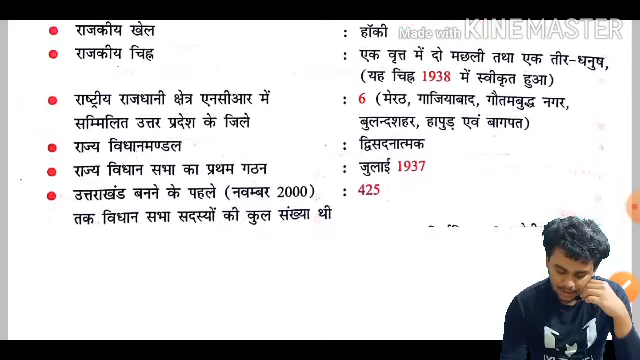 Made with KINEMASTER
राजकीय खेल : हॉकी
राजकीय चिह्न : एक वृत्त में दो मछली तथा एक तीर-धनुष,
(यह चिह्न 1938 में स्वीकृत हुआ)
राष्ट्रीय राजधानी क्षेत्र एनसीआर में : 6 (मेरठ, गाजियाबाद, गौतमबुद्ध नगर,
सम्मिलित उत्तर प्रदेश के जिले बुलन्दशहर, हापुड़ एवं बागपत)
राज्य विधानमण्डल : द्विसदनात्मक
राज्य विधान सभा का प्रथम गठन : जुलाई 1937
उत्तराखंड बनने के पहले (नवम्बर 2000) : 425
तक विधान सभा सदस्यों की कुल संख्या थी